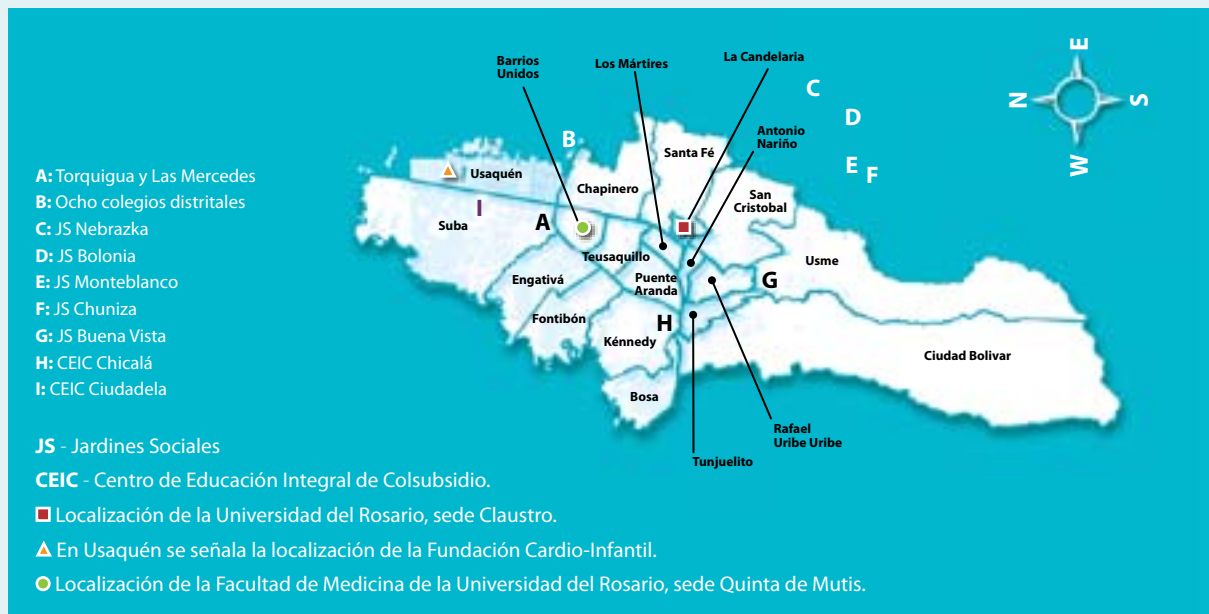 Barrios
Unidos
Los Mártires
La Candelaria
Antonio
Nariño
C
D
E
F
B
E
N
S
W
Usaquén
Chapinero
Santa Fé
San
Cristobal
I
Suba
A
Teusaquillo
Engativá
Puente
Aranda
Usme
G
Fontibón
H
Kénnedy
Ciudad Bolivar
Bosa
Rafael
Uribe Uribe
Tunjuelito
A: Torquigua y Las Mercedes
B: Ocho colegios distritales
C: JS Nebrazka
D: JS Bolonia
E: JS Monteblanco
F: JS Chuniza
G: JS Buena Vista
H: CEIC Chicalá
I: CEIC Ciudadela
JS - Jardines Sociales
CEIC - Centro de Educación Integral de Colsubsidio.
Localización de la Universidad del Rosario, sede Claustro.
En Usaquén se señala la localización de la Fundación Cardio-Infantil.
Localización de la Facultad de Medicina de la Universidad del Rosario, sede Quinta de Mutis.